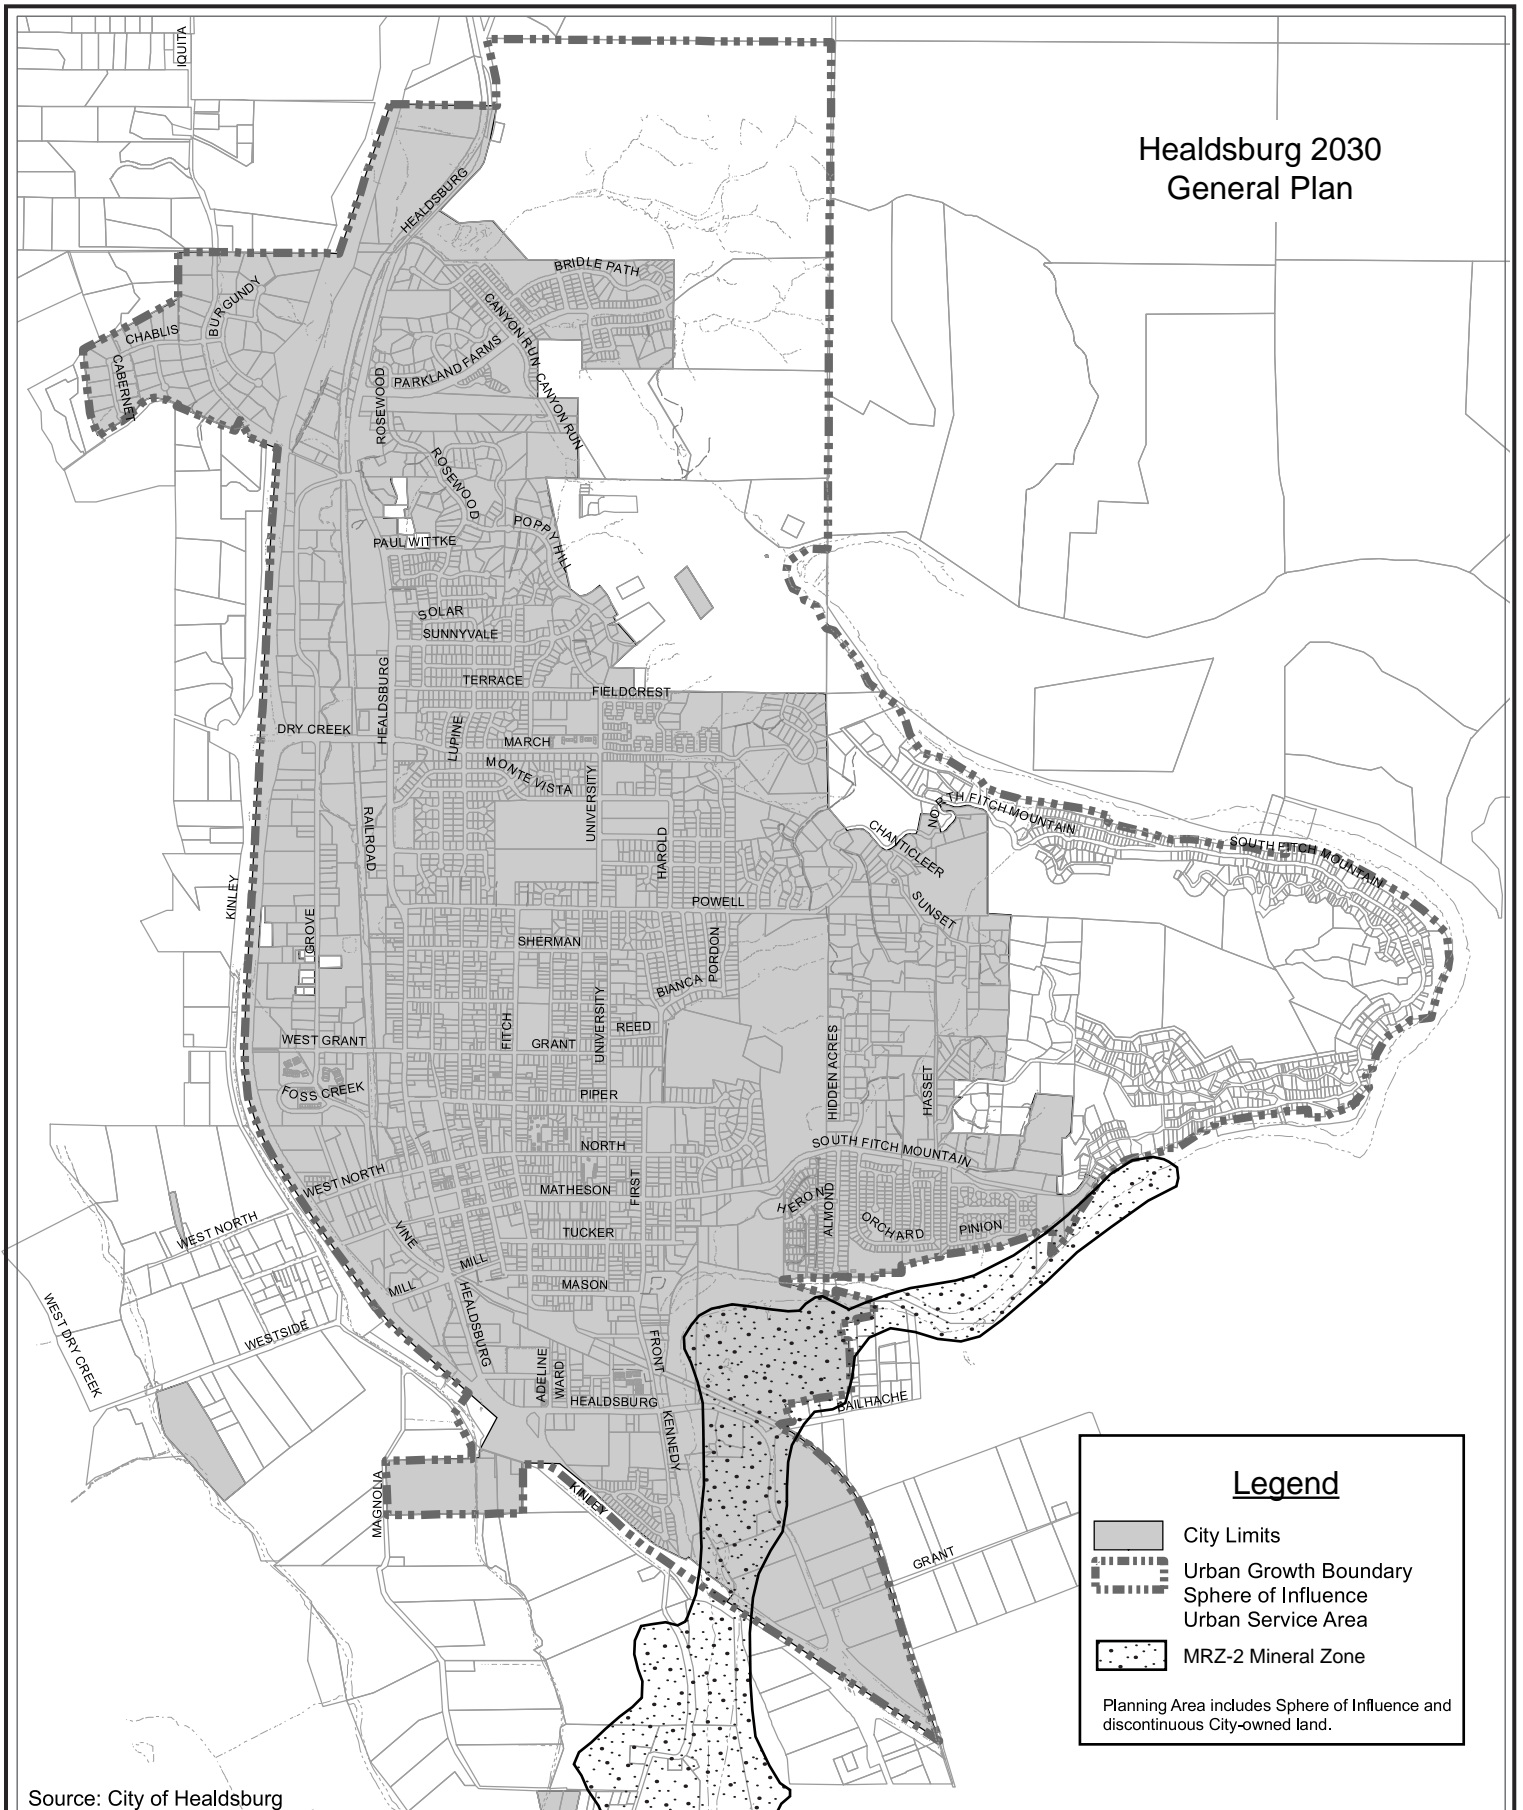 IQUITA
Healdsburg 2030
General Plan
HEALDSBURG
BRIDLE PATH
BURGUNDY
CANYON RUN
CHABLIS
CABERNET
PARKLAND FARMS
ROSEWOOD
CANYON RUN
ROSEWOOD
POPPY HILL
PAUL WITTKE
SOLAR
SUNNYVALE
TERRACE
FIELDCREST
HEALDSBURG
DRY CREEK
LUPINE
MARCH
MONTE VISTA
UNIVERSITY
RAILROAD
HAROLD
NORTH FITCH MOUNTAIN
CHANTICLEER
SOUTH FITCH MOUNTAIN
KINLEY
POWELL
SUNSET
GROVE
SHERMAN
PORDON
BIANCA
UNIVERSITY
REED
FITCH
WEST GRANT
GRANT
HIDDEN ACRES
HASSET
FOSS CREEK
PIPER
NORTH
SOUTH FITCH MOUNTAIN
WEST NORTH
MATHESON
FIRST
HERON
ALMOND
ORCHARD
PINION
WEST NORTH
VINE
TUCKER
MILL
MILL
MASON
WEST DRY CREEK
WESTSIDE
HEALDSBURG
FRONT
ADELINE
WARD
HEALDSBURG
BAILHACHE
KENNEDY
MAGNOLIA
KINLEY
GRANT
Legend
City Limits
Urban Growth Boundary
Sphere of Influence
Urban Service Area
MRZ-2 Mineral Zone
Planning Area includes Sphere of Influence and
discontinuous City-owned land.
Source: City of Healdsburg